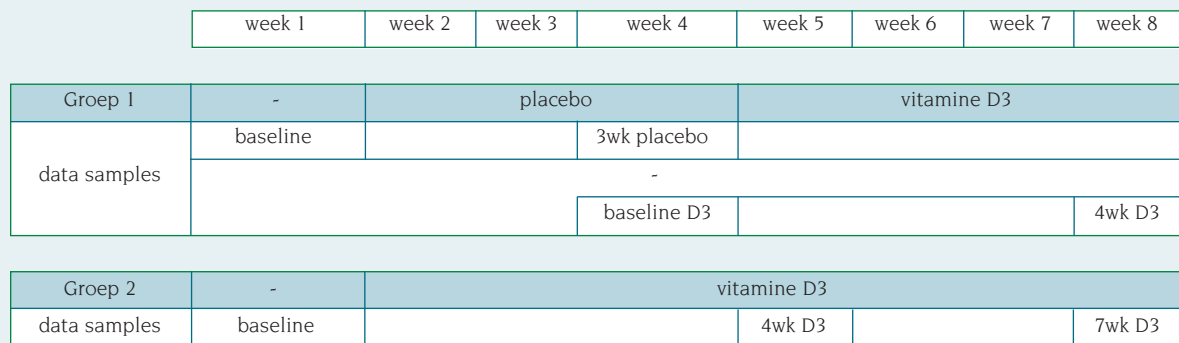 week 1 week 2 week 3 week 4 week 5 week 6 week 7 week 8
Groep 1 - placebo vitamine D3
baseline 3wk placebo
data samples -
baseline D3 4wk D3
Groep 2 - vitamine D3
data samples baseline 4wk D3 7wk D3